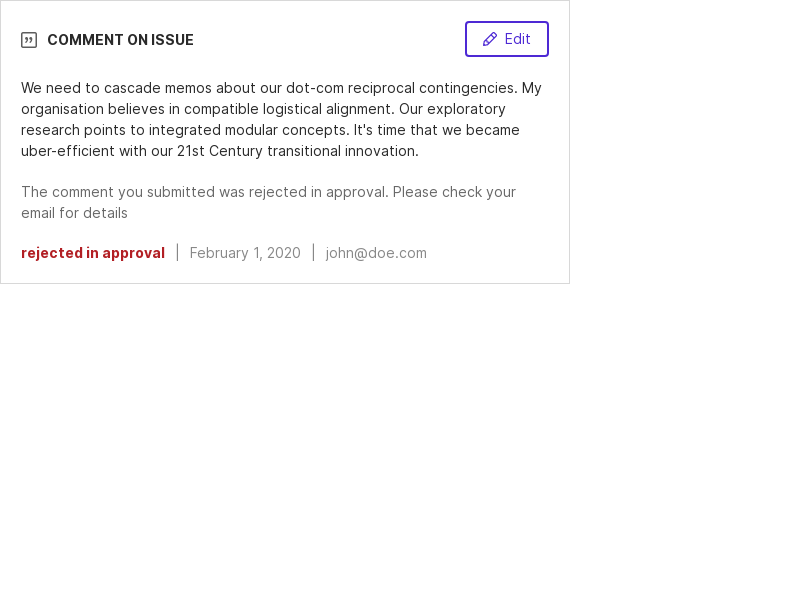 COMMENT ON ISSUE
Edit
We need to cascade memos about our dot-com reciprocal contingencies. My
organisation believes in compatible logistical alignment. Our exploratory
research points to integrated modular concepts. It's time that we became
uber-efficient with our 21st Century transitional innovation.
The comment you submitted was rejected in approval. Please check your
email for details
rejected in approval | February 1, 2020 | john@doe.com